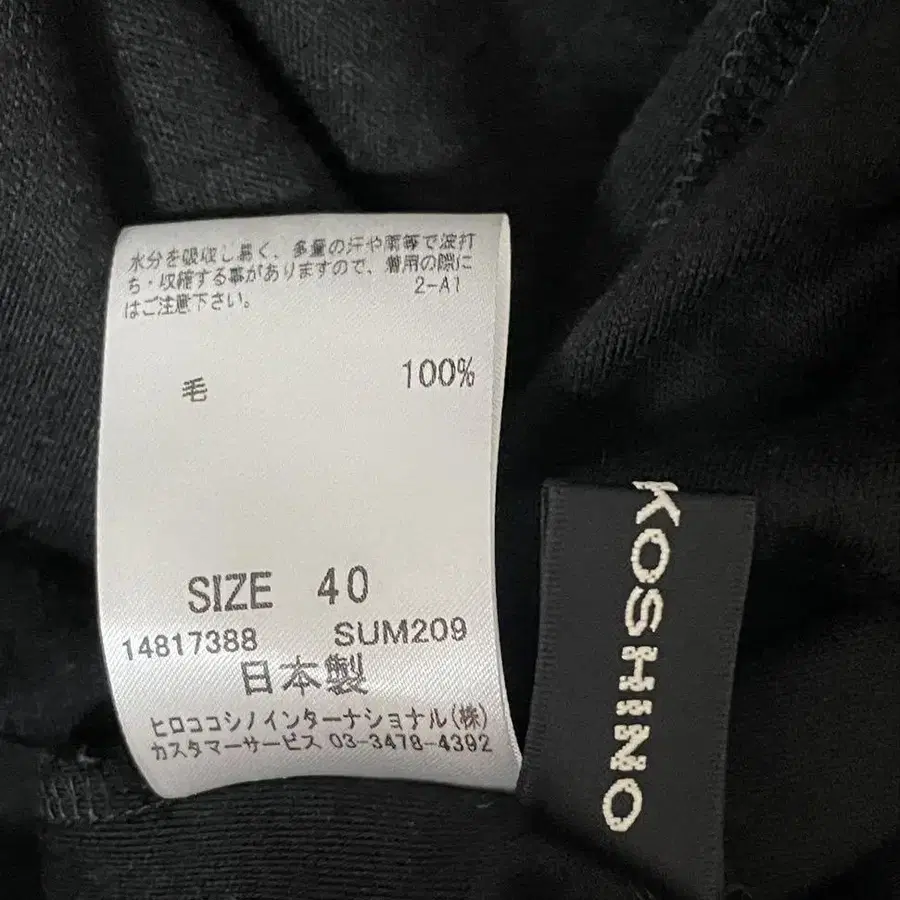 水分を吸収し易く、多量の汗や雨等で波打
ち・収縮する事がありますので、着用の際に
はご注意下さい。 2-A1
毛 100%
SIZE 40
14817388 SUM209
日本製
ヒロココシノインターナショナル(株)
カスタマーサービス 03-3478-4392
KOSHINO